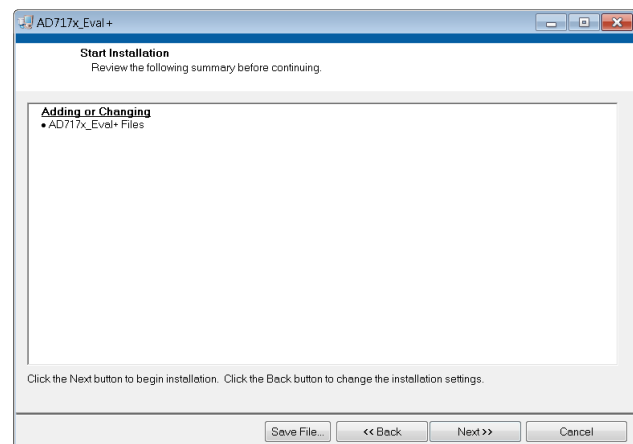 AD717x_Eval+
Start Installation
Review the following summary before continuing.
Adding or Changing
• AD717x_Eval+ Files
Click the Next button to begin installation. Click the Back button to change the installation settings.
Save File...
<< Back
Next >>
Cancel